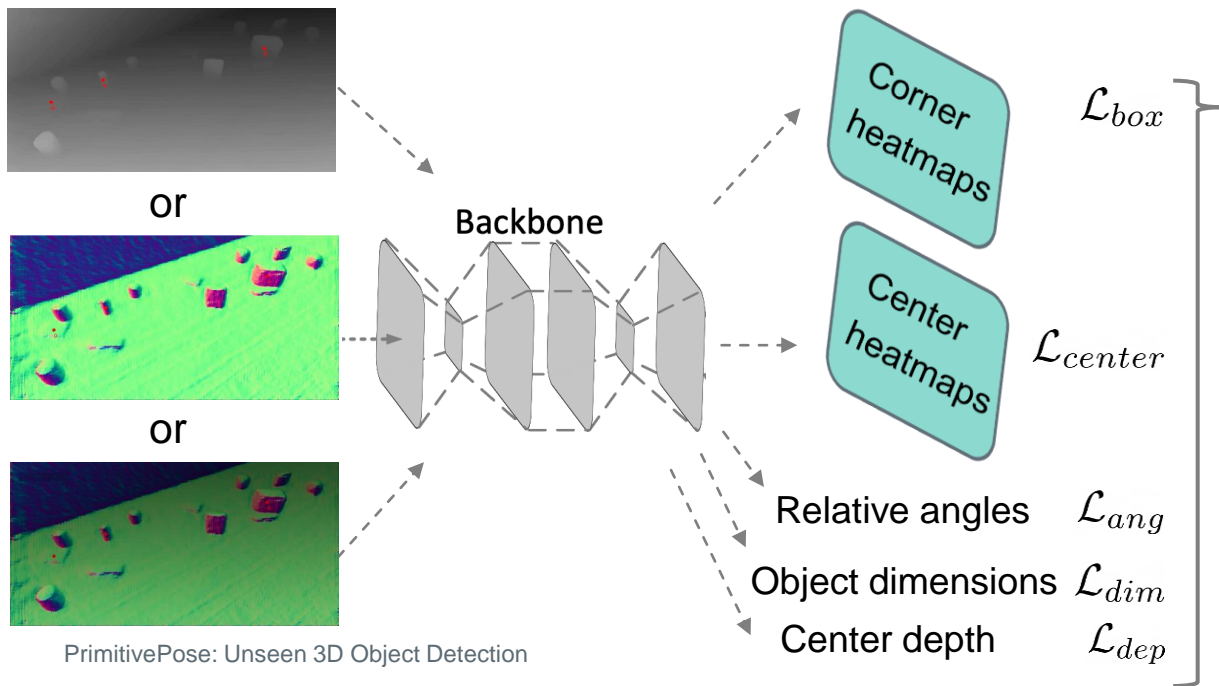 or
or
Backbone
Corner
heatmaps
Center
heatmaps
Relative angles
Object dimensions
Center depth
ℒ_box
ℒ_center
ℒ_ang
ℒ_dim
ℒ_dep
PrimitivePose: Unseen 3D Object Detection